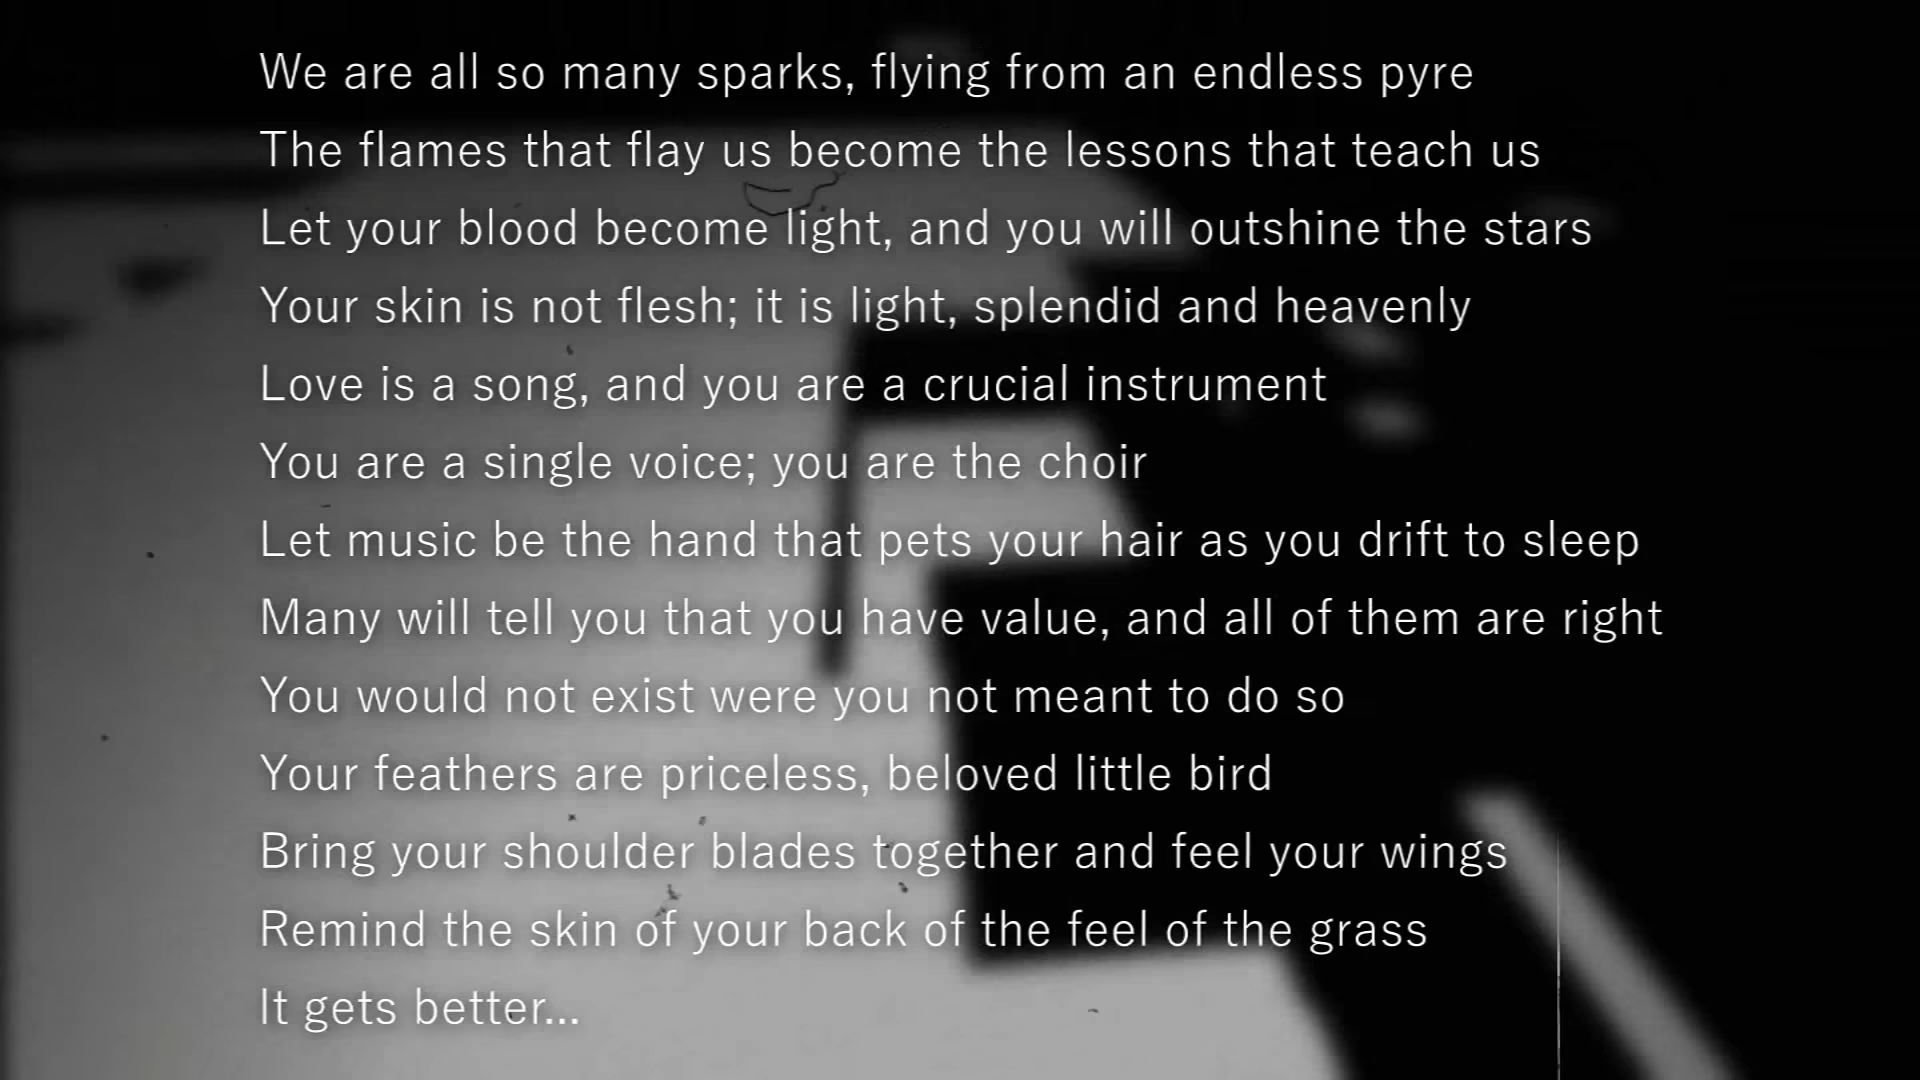 We are all so many sparks, flying from an endless pyre
The flames that flay us become the lessons that teach us
Let your blood become light, and you will outshine the stars
Your skin is not flesh; it is light, splendid and heavenly
Love is a song, and you are a crucial instrument
You are a single voice; you are the choir
Let music be the hand that pets your hair as you drift to sleep
Many will tell you that you have value, and all of them are right
You would not exist were you not meant to do so
Your feathers are priceless, beloved little bird
Bring your shoulder blades together and feel your wings
Remind the skin of your back of the feel of the grass
It gets better...